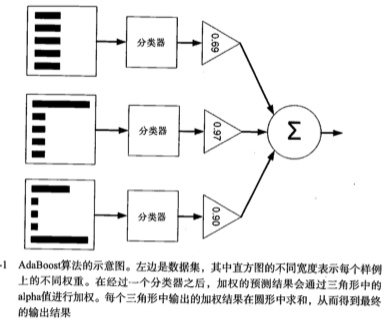 分类器
0.69
分类器
0.97
Σ
分类器
0.90
-1 AdaBoost算法的示意图。左边是数据集，其中直方图的不同宽度表示每个样例
上的不同权重。在经过一个分类器之后，加权的预测结果会通过三角形中的
alpha值进行加权。每个三角形中输出的加权结果在圆形中求和，从而得到最终
的输出结果